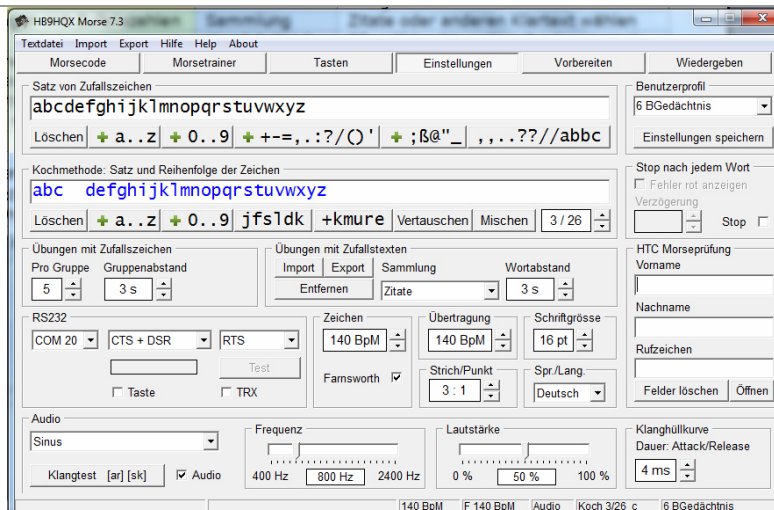 zahlen Sammlung Zitate oder anderen Klartext wählen
HB9HQX Morse 7.3
Textdatei Import Export Hilfe Help About
Morsecode Morsetrainer Tasten Einstellungen Vorbereiten Wiedergeben
Satz von Zufallszeichen
abcdefghijklmnopqrstuvwxyz
Löschen + a..z + 0..9 + +-=,.:?/()' + ;ß@"_ ,,..??//abbc
Benutzerprofil
6 BGedächtnis
Einstellungen speichern
Kochmethode: Satz und Reihenfolge der Zeichen
abc defghijklmnopqrstuvwxyz
Löschen + a..z + 0..9 jfsldk +kmure Vertauschen Mischen 3 / 26
Stop nach jedem Wort
Fehler rot anzeigen
Verzögerung
Stop
Übungen mit Zufallszeichen
Pro Gruppe Gruppenabstand
5 3 s
Übungen mit Zufallstexten
Import Export Sammlung Wortabstand
Entfernen Zitate 3 s
HTC Morseprüfung
Vorname
Nachname
Rufzeichen
Felder löschen Öffnen
RS232
COM 20 CTS + DSR RTS
Test
Taste TRX
Zeichen
140 BpM
Farnsworth
Übertragung
140 BpM
Strich/Punkt
3 : 1
Schriftgrösse
16 pt
Spr./Lang.
Deutsch
Audio
Sinus
Klangtest [ar] [sk] Audio
Frequenz
400 Hz 800 Hz 2400 Hz
Lautstärke
0 % 50 % 100 %
Klanghüllkurve
Dauer: Attack/Release
4 ms
140 BpM F 140 BpM Audio Koch 3/26 c 6 BGedächtnis